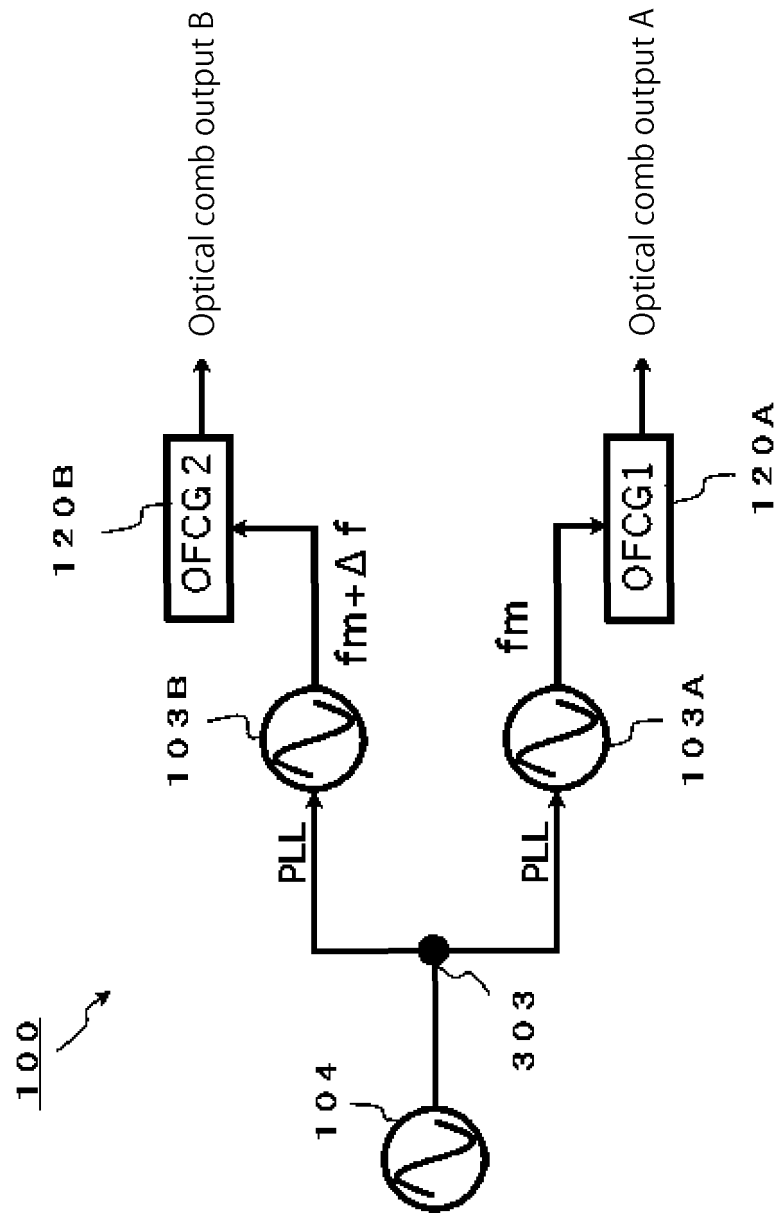 100
104
303
PLL
PLL
103B
103A
fm+Δf
fm
120B
OFCG2
OFCG1
120A
Optical comb output B
Optical comb output A